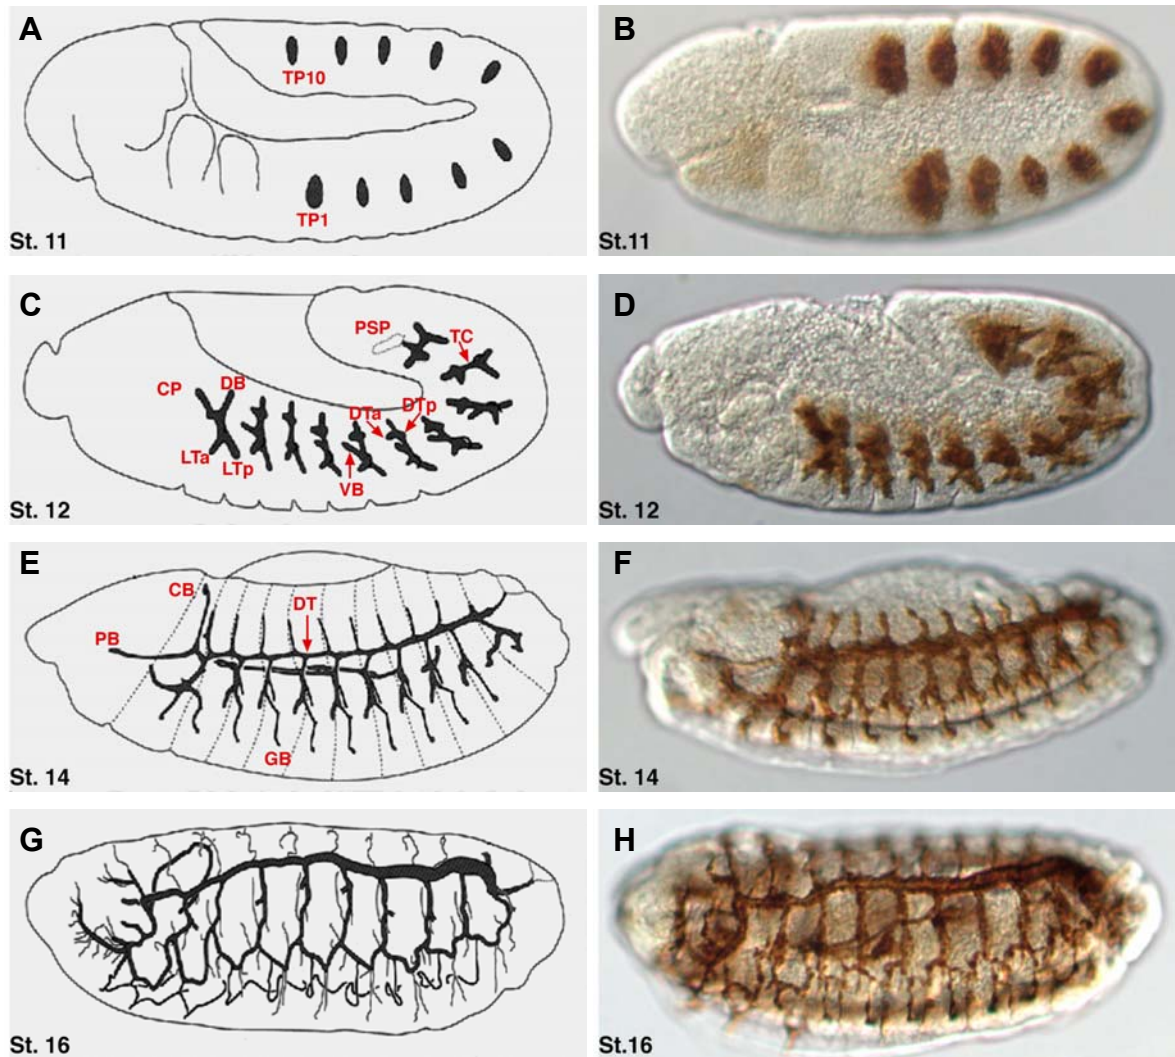 A
TP10
TP1
St. 11
B
St.11
C
PSP
TC
CP
DB
DTa
DTp
LTa
LTp
VB
St. 12
D
St. 12
E
CB
DT
PB
GB
St. 14
F
St. 14
G
St. 16
H
St.16